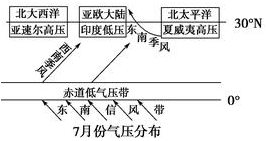 北大西洋 亚欧大陆 北太平洋 30°N
亚速尔高压 印度低压 东南季风 夏威夷高压
西南季风
赤道低气压带 0°
东南信风带
7月份气压分布